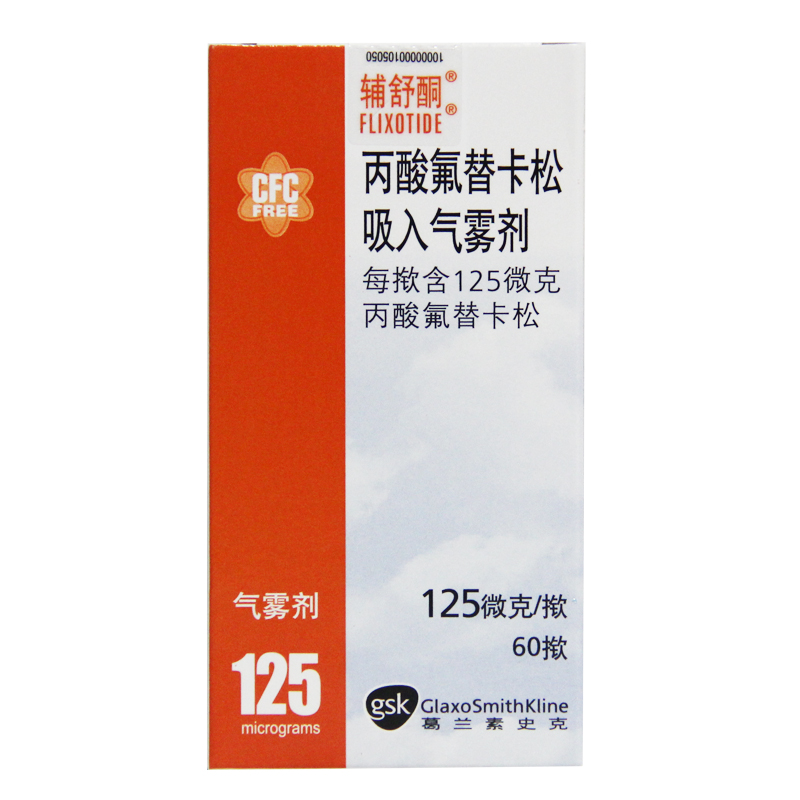 1000000000105050
辅舒酮®
FLIXOTIDE®
CFC
FREE
丙酸氟替卡松
吸入气雾剂
每揿含125微克
丙酸氟替卡松
气雾剂
125
micrograms
125微克/揿
60揿
gsk GlaxoSmithKline
葛兰素史克